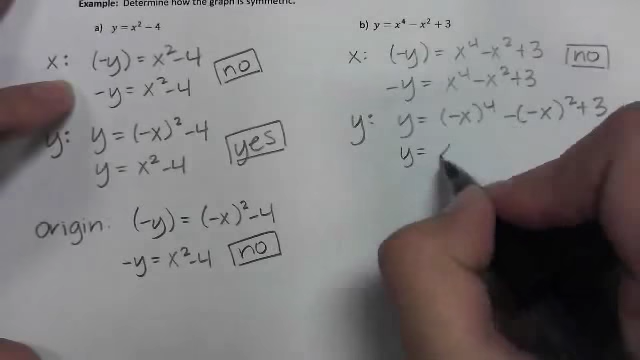 Example: Determine how the graph is symmetric.
a) y = x² − 4
x: (-y) = x² - 4
-y = x² - 4
no
y: y = (-x)² - 4
y = x² - 4
yes
origin: (-y) = (-x)² - 4
-y = x² - 4
no
b) y = x⁴ − x² + 3
x: (-y) = x⁴ - x² + 3
-y = x⁴ - x² + 3
no
y: y = (-x)⁴ - (-x)² + 3
y =